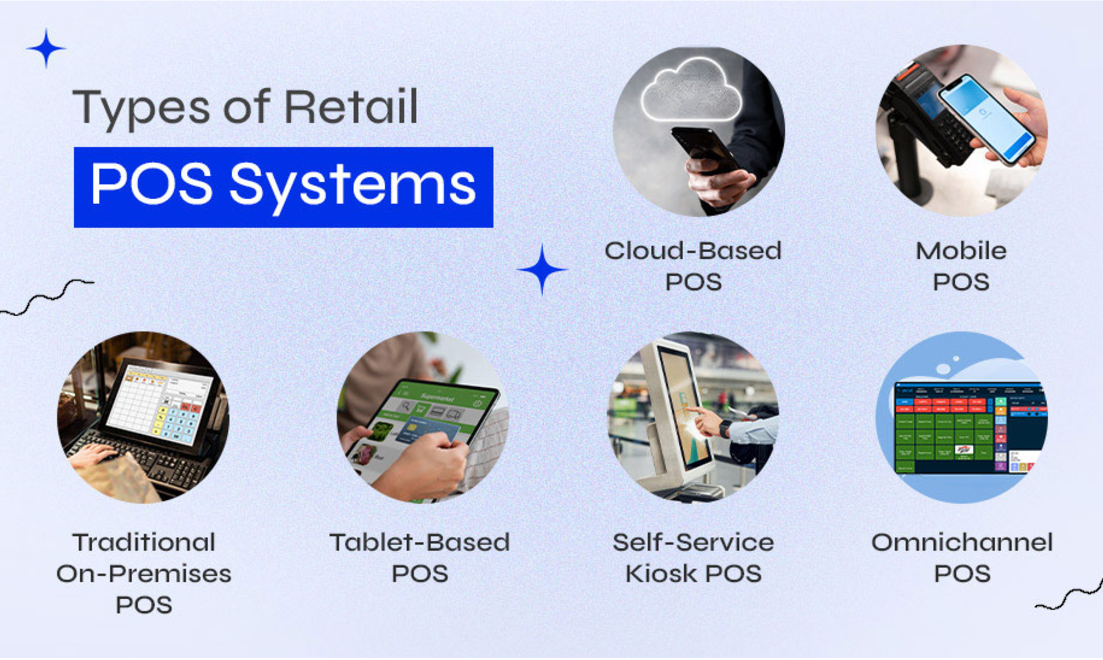 Types of Retail
POS Systems
Cloud-Based
POS
Mobile
POS
Traditional
On-Premises
POS
Supermarket
Tablet-Based
POS
Self-Service
Kiosk POS
Omnichannel
POS